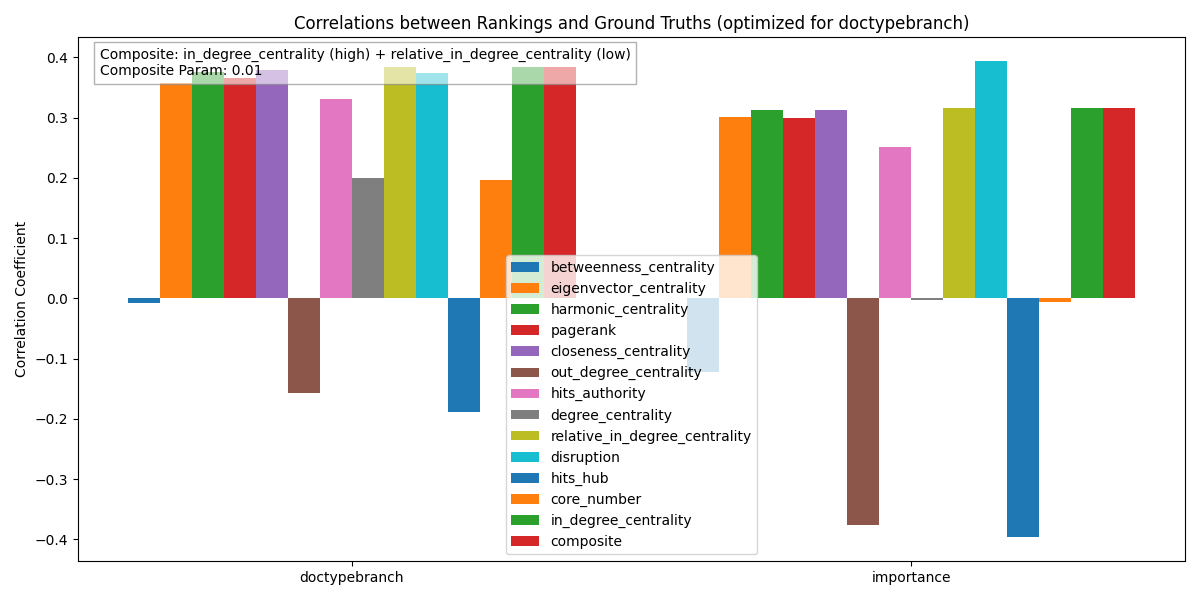 Correlations between Rankings and Ground Truths (optimized for doctypebranch)
Composite: in_degree_centrality (high) + relative_in_degree_centrality (low)
Composite Param: 0.01
Correlation Coefficient
0.4
0.3
0.2
0.1
0.0
−0.1
−0.2
−0.3
−0.4
betweenness_centrality
eigenvector_centrality
harmonic_centrality
pagerank
closeness_centrality
out_degree_centrality
hits_authority
degree_centrality
relative_in_degree_centrality
disruption
hits_hub
core_number
in_degree_centrality
composite
doctypebranch
importance